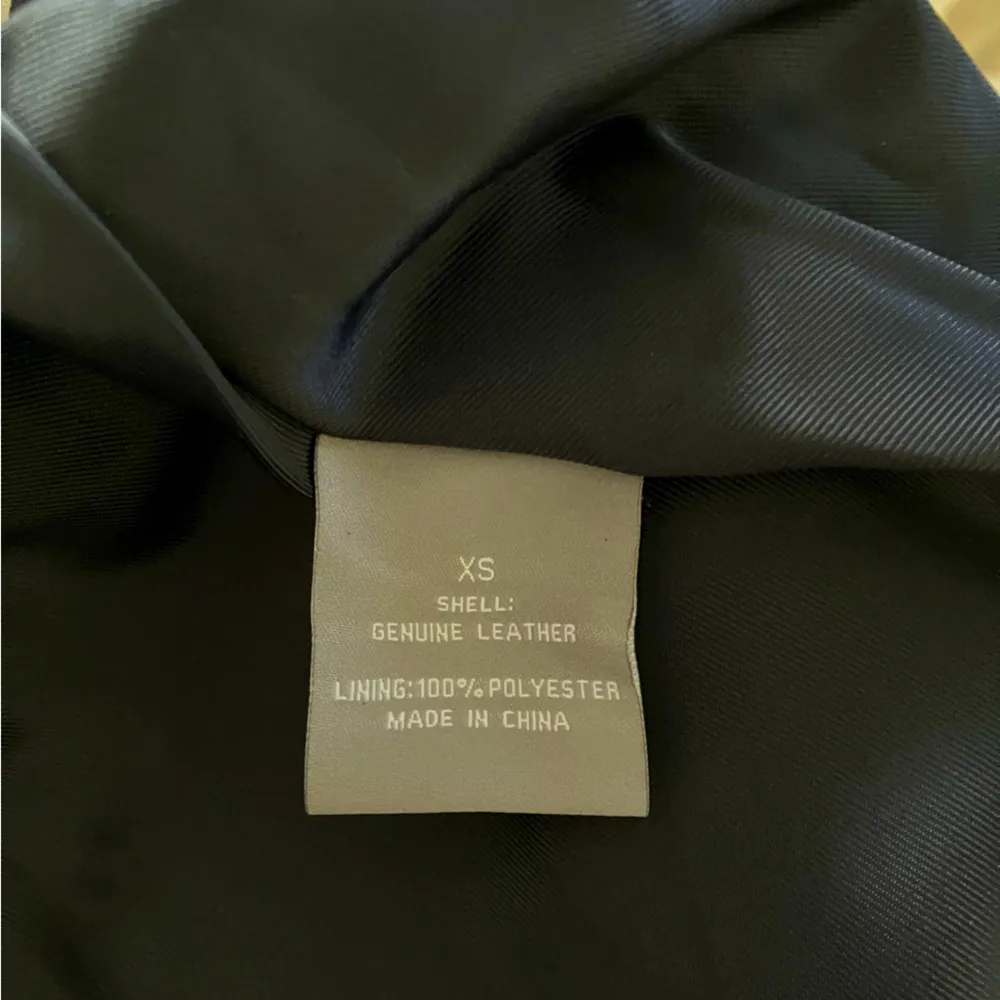 XS
SHELL:
GENUINE LEATHER
LINING:100% POLYESTER
MADE IN CHINA